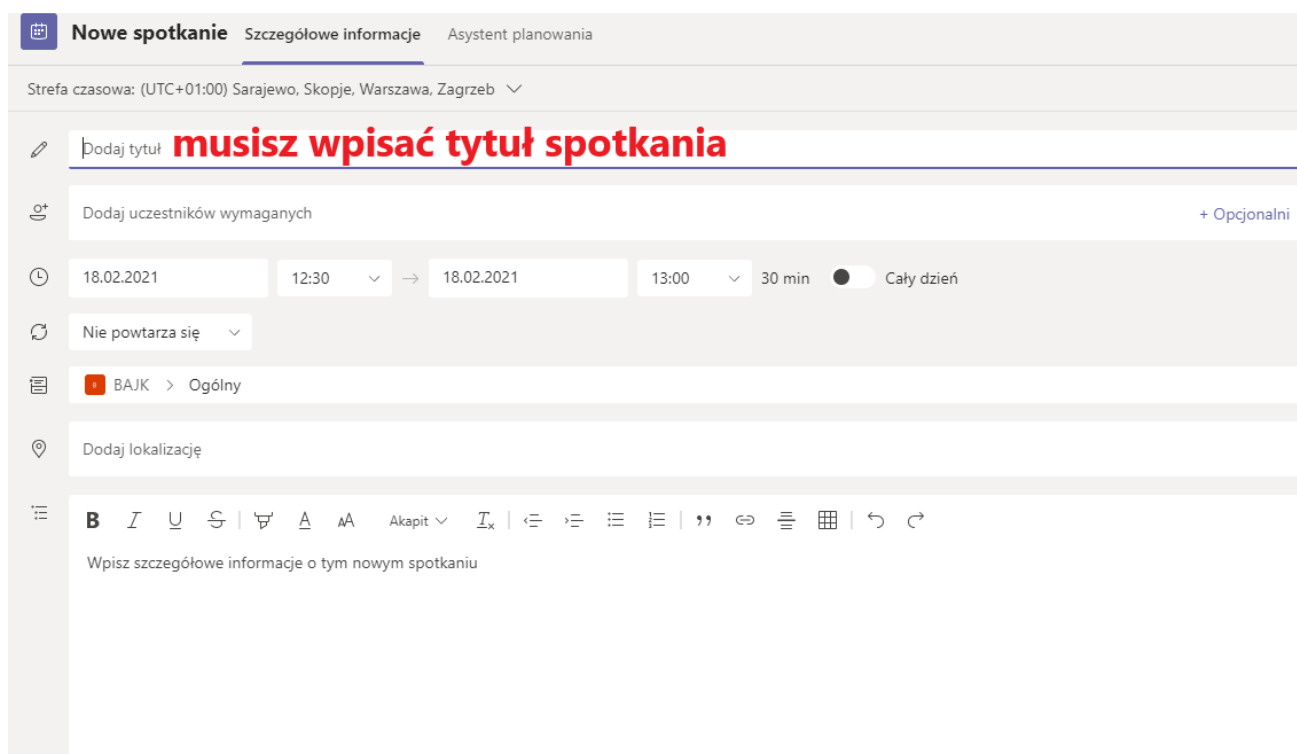 Nowe spotkanie Szczegółowe informacje Asystent planowania
Strefa czasowa: (UTC+01:00) Sarajewo, Skopje, Warszawa, Zagrzeb
Dodaj tytuł musisz wpisać tytuł spotkania
Dodaj uczestników wymaganych + Opcjonalni
18.02.2021 12:30 → 18.02.2021 13:00 30 min Cały dzień
Nie powtarza się
BAJK > Ogólny
Dodaj lokalizację
B I U S A AA Akapit Ix
Wpisz szczegółowe informacje o tym nowym spotkaniu